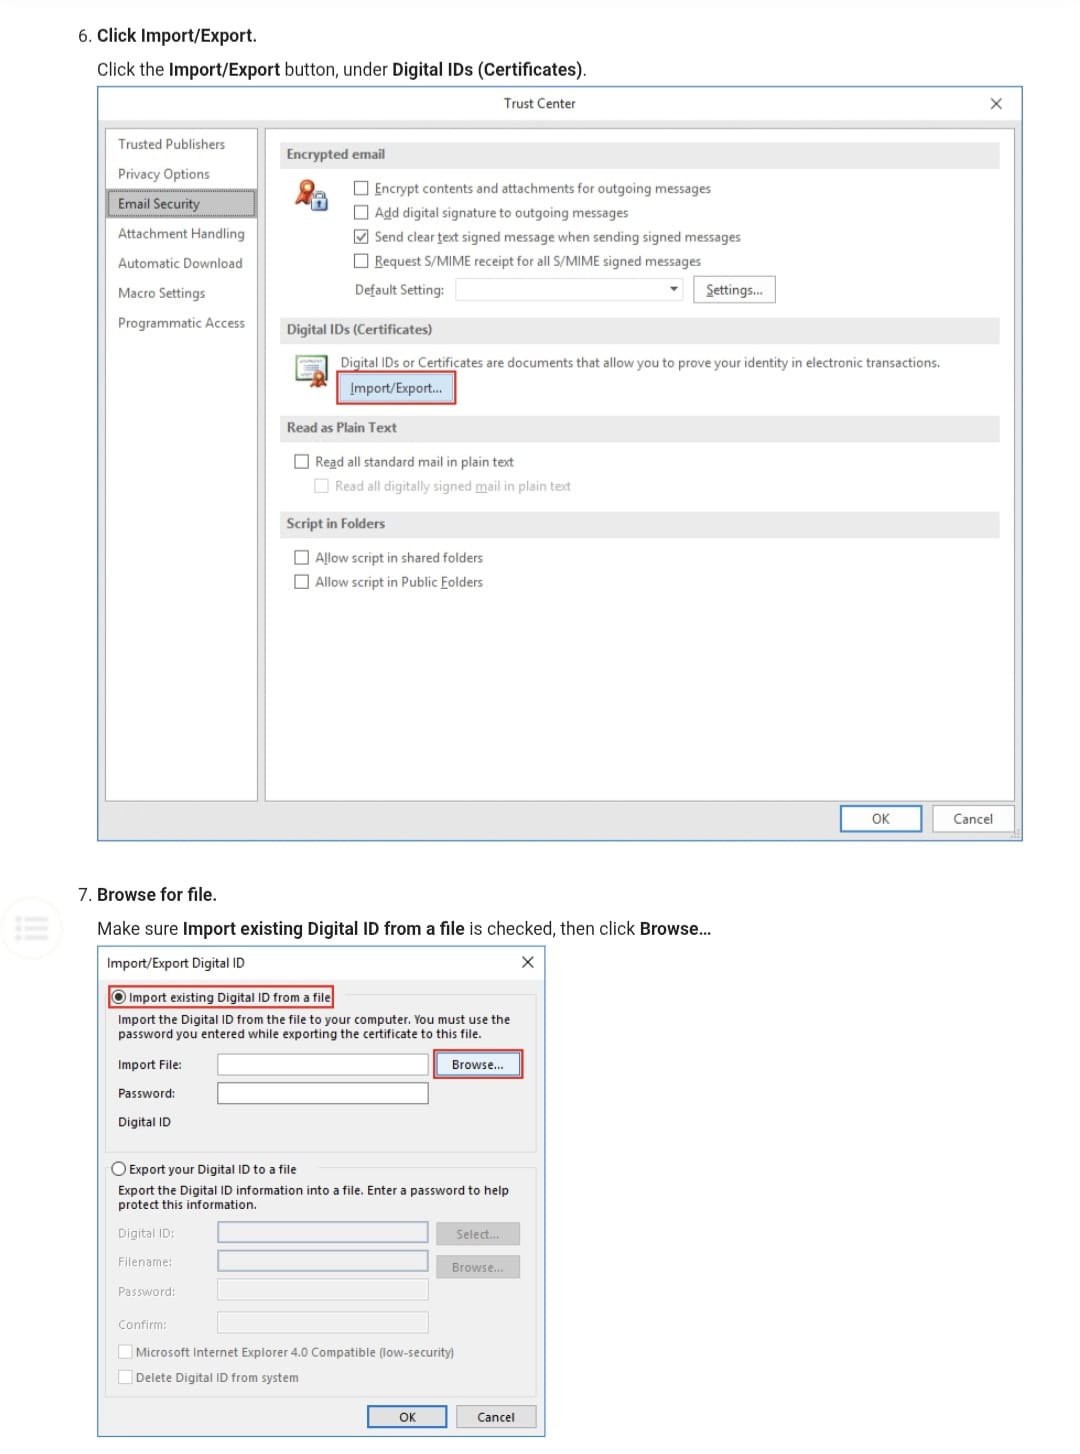 6. Click Import/Export.
Click the Import/Export button, under Digital IDs (Certificates).
Trust Center
Trusted Publishers
Privacy Options
Email Security
Attachment Handling
Automatic Download
Macro Settings
Programmatic Access
Encrypted email
Encrypt contents and attachments for outgoing messages
Add digital signature to outgoing messages
Send clear text signed message when sending signed messages
Request S/MIME receipt for all S/MIME signed messages
Default Setting:
Settings...
Digital IDs (Certificates)
Digital IDs or Certificates are documents that allow you to prove your identity in electronic transactions.
Import/Export...
Read as Plain Text
Read all standard mail in plain text
Read all digitally signed mail in plain text
Script in Folders
Allow script in shared folders
Allow script in Public Folders
OK
Cancel
7. Browse for file.
Make sure Import existing Digital ID from a file is checked, then click Browse...
Import/Export Digital ID
Import existing Digital ID from a file
Import the Digital ID from the file to your computer. You must use the
password you entered while exporting the certificate to this file.
Import File:
Browse...
Password:
Digital ID
Export your Digital ID to a file
Export the Digital ID information into a file. Enter a password to help
protect this information.
Digital ID:
Select...
Filename:
Browse...
Password:
Confirm:
Microsoft Internet Explorer 4.0 Compatible (low-security)
Delete Digital ID from system
OK
Cancel